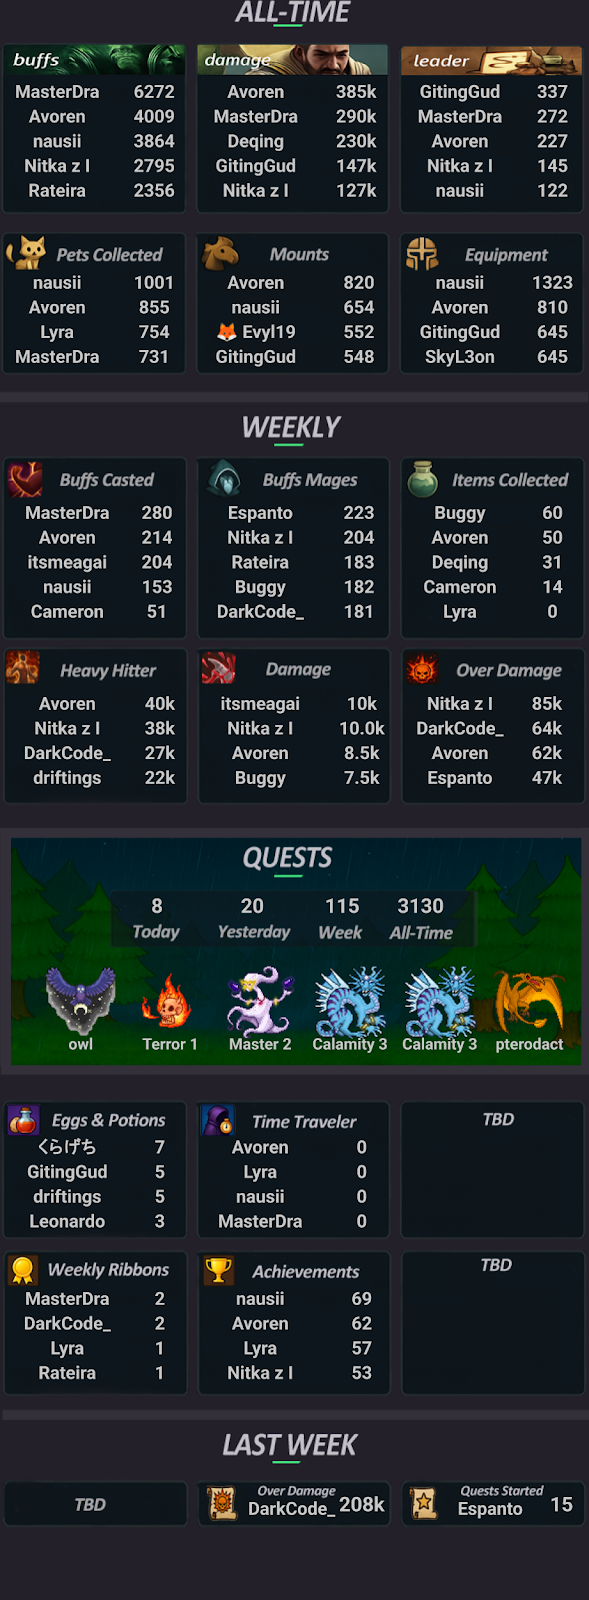 ALL-TIME
buffs
MasterDra 6272
Avoren 4009
nausii 3864
Nitka z l 2795
Rateira 2356
damage
Avoren 385k
MasterDra 290k
Deqing 230k
GitingGud 147k
Nitka z l 127k
leader
GitingGud 337
MasterDra 272
Avoren 227
Nitka z l 145
nausii 122
Pets Collected
nausii 1001
Avoren 855
Lyra 754
MasterDra 731
Mounts
Avoren 820
nausii 654
🦊 Evyl19 552
GitingGud 548
Equipment
nausii 1323
Avoren 810
GitingGud 645
SkyL3on 645
WEEKLY
Buffs Casted
MasterDra 280
Avoren 214
itsmeagai 204
nausii 153
Cameron 51
Buffs Mages
Espanto 223
Nitka z l 204
Rateira 183
Buggy 182
DarkCode_ 181
Items Collected
Buggy 60
Avoren 50
Deqing 31
Cameron 14
Lyra 0
Heavy Hitter
Avoren 40k
Nitka z l 38k
DarkCode_ 27k
driftings 22k
Damage
itsmeagai 10k
Nitka z l 10.0k
Avoren 8.5k
Buggy 7.5k
Over Damage
Nitka z l 85k
DarkCode_ 64k
Avoren 62k
Espanto 47k
QUESTS
8 20 115 3130
Today Yesterday Week All-Time
owl Terror 1 Master 2 Calamity 3 Calamity 3 pterodact
Eggs & Potions
くらげち 7
GitingGud 5
driftings 5
Leonardo 3
Time Traveler
Avoren 0
Lyra 0
nausii 0
MasterDra 0
TBD
Weekly Ribbons
MasterDra 2
DarkCode_ 2
Lyra 1
Rateira 1
Achievements
nausii 69
Avoren 62
Lyra 57
Nitka z l 53
TBD
LAST WEEK
TBD
Over Damage
DarkCode_ 208k
Quests Started
Espanto 15